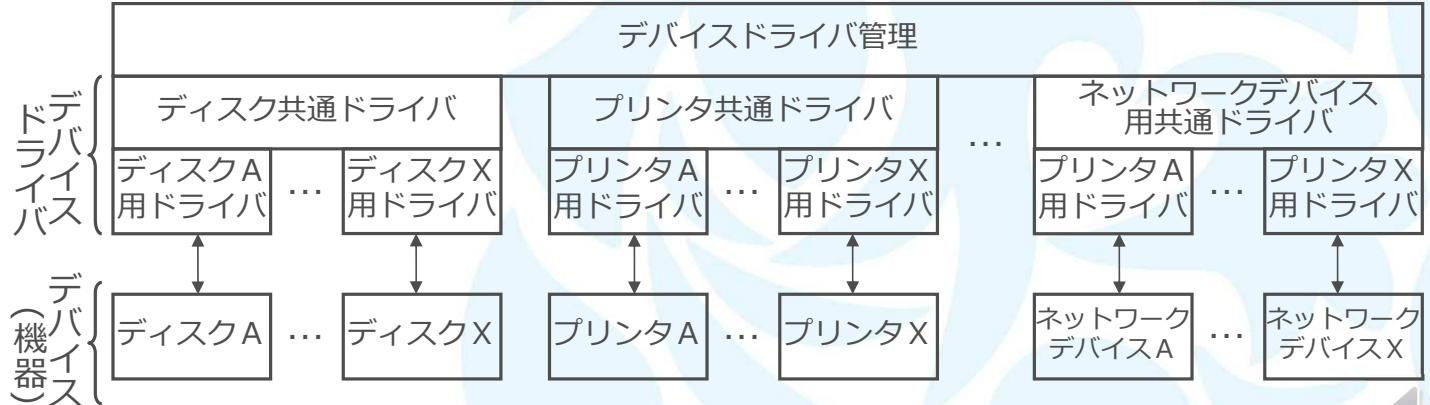 デバイスドライバ管理
デバイス
ドライバ
ディスク共通ドライバ
プリンタ共通ドライバ
…
ネットワークデバイス
用共通ドライバ
ディスクA
用ドライバ
…
ディスクX
用ドライバ
プリンタA
用ドライバ
…
プリンタX
用ドライバ
プリンタA
用ドライバ
…
プリンタX
用ドライバ
デバイス
(機器)
ディスクA
…
ディスクX
プリンタA
…
プリンタX
ネットワーク
デバイスA
…
ネットワーク
デバイスX